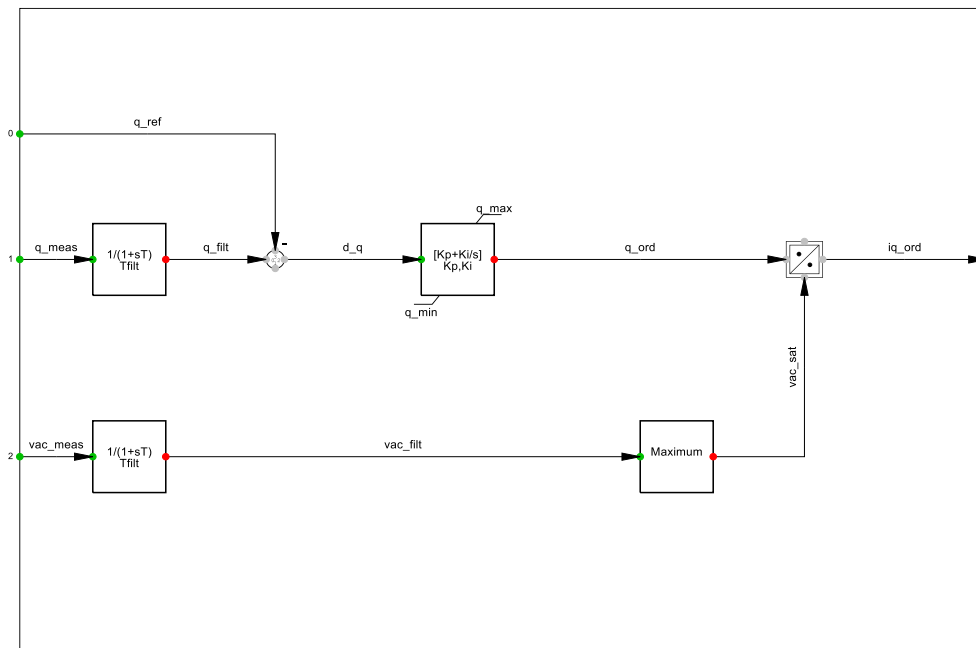 q_ref
0
q_max
q_meas
1/(1+sT)
Tfilt
q_filt
-
d_q
[Kp+Ki/s]
Kp,Ki
q_ord
iq_ord
1
q_min
vac_sat
vac_meas
1/(1+sT)
Tfilt
vac_filt
Maximum
2